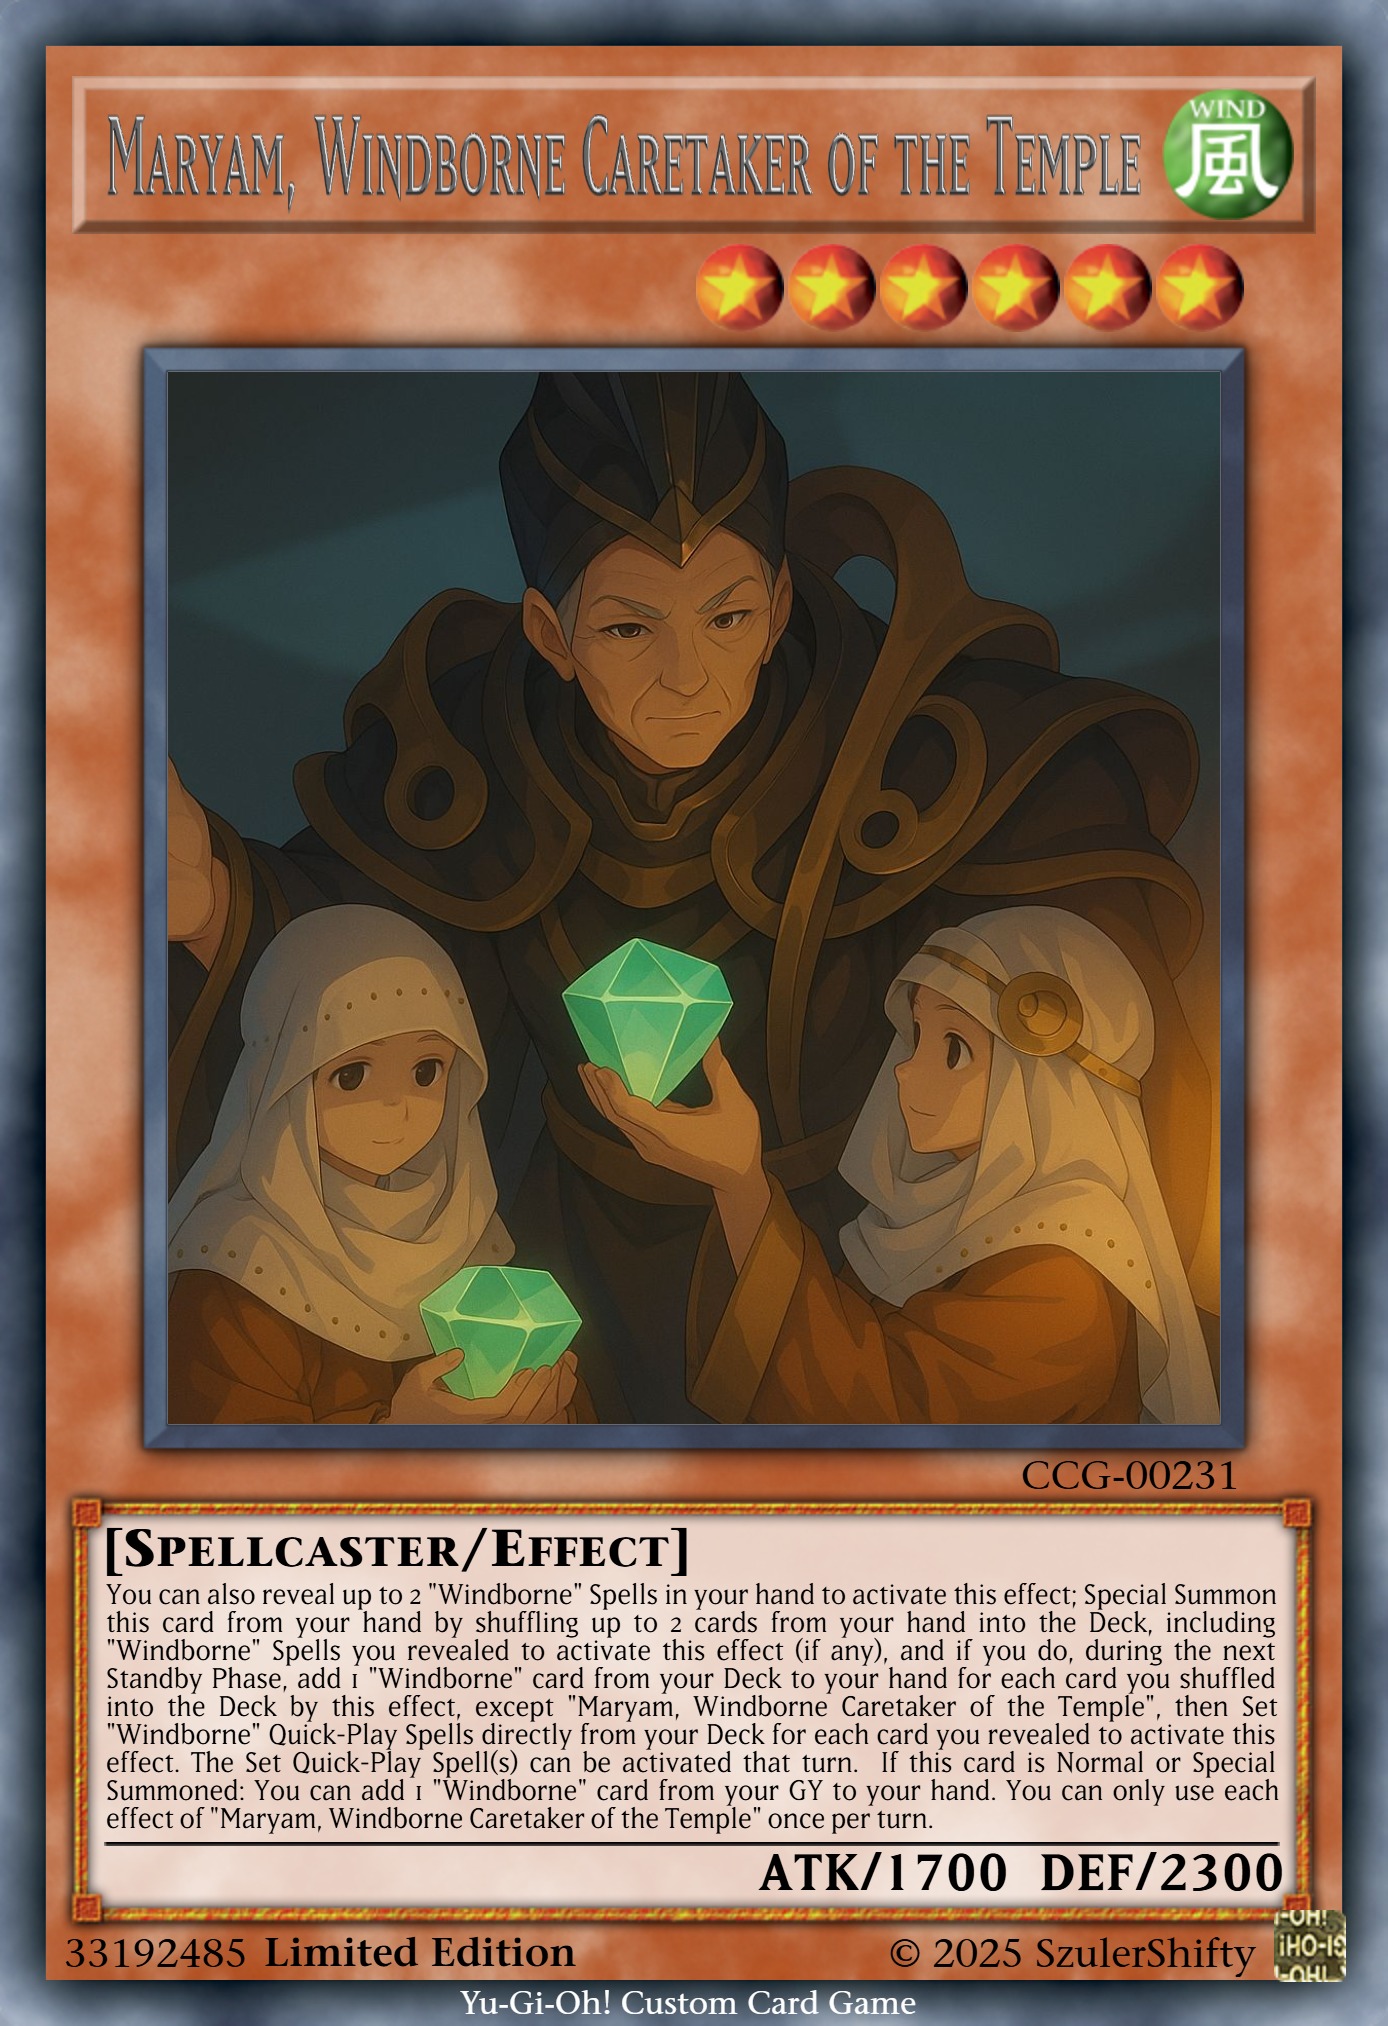 Maryam, Windborne Caretaker of the Temple
WIND
風
CCG-00231
[Spellcaster/Effect]
You can also reveal up to 2 "Windborne" Spells in your hand to activate this effect; Special Summon
this card from your hand by shuffling up to 2 cards from your hand into the Deck, including
"Windborne" Spells you revealed to activate this effect (if any), and if you do, during the next
Standby Phase, add 1 "Windborne" card from your Deck to your hand for each card you shuffled
into the Deck by this effect, except "Maryam, Windborne Caretaker of the Temple", then Set
"Windborne" Quick-Play Spells directly from your Deck for each card you revealed to activate this
effect. The Set Quick-Play Spell(s) can be activated that turn.  If this card is Normal or Special
Summoned: You can add 1 "Windborne" card from your GY to your hand. You can only use each
effect of "Maryam, Windborne Caretaker of the Temple" once per turn.
ATK/1700 DEF/2300
33192485 Limited Edition
© 2025 SzulerShifty
Yu-Gi-Oh! Custom Card Game